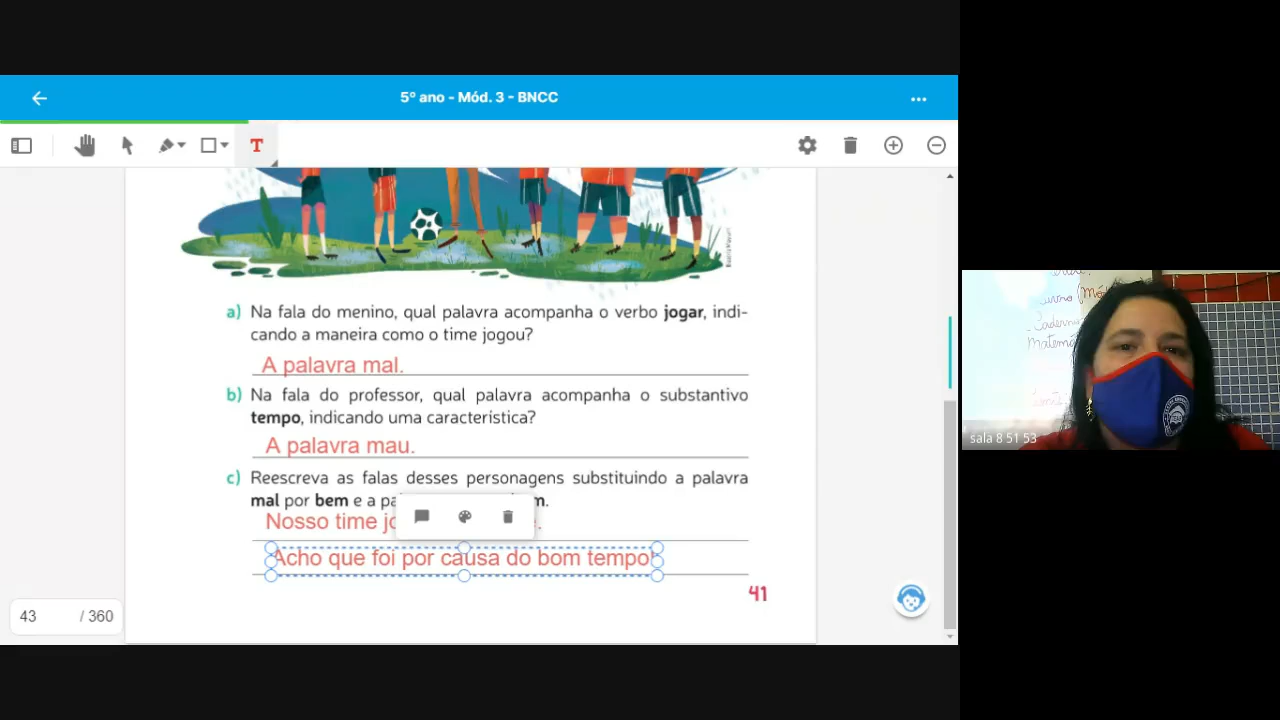 5º ano - Mód. 3 - BNCC
T
a) Na fala do menino, qual palavra acompanha o verbo jogar, indi-
cando a maneira como o time jogou?
A palavra mal.
b) Na fala do professor, qual palavra acompanha o substantivo
tempo, indicando uma característica?
A palavra mau.
c) Reescreva as falas desses personagens substituindo a palavra
mal por bem e a
Nosso time
Acho que foi por causa do bom tempo!
41
43 / 360
Matemá
sala 8 51 53